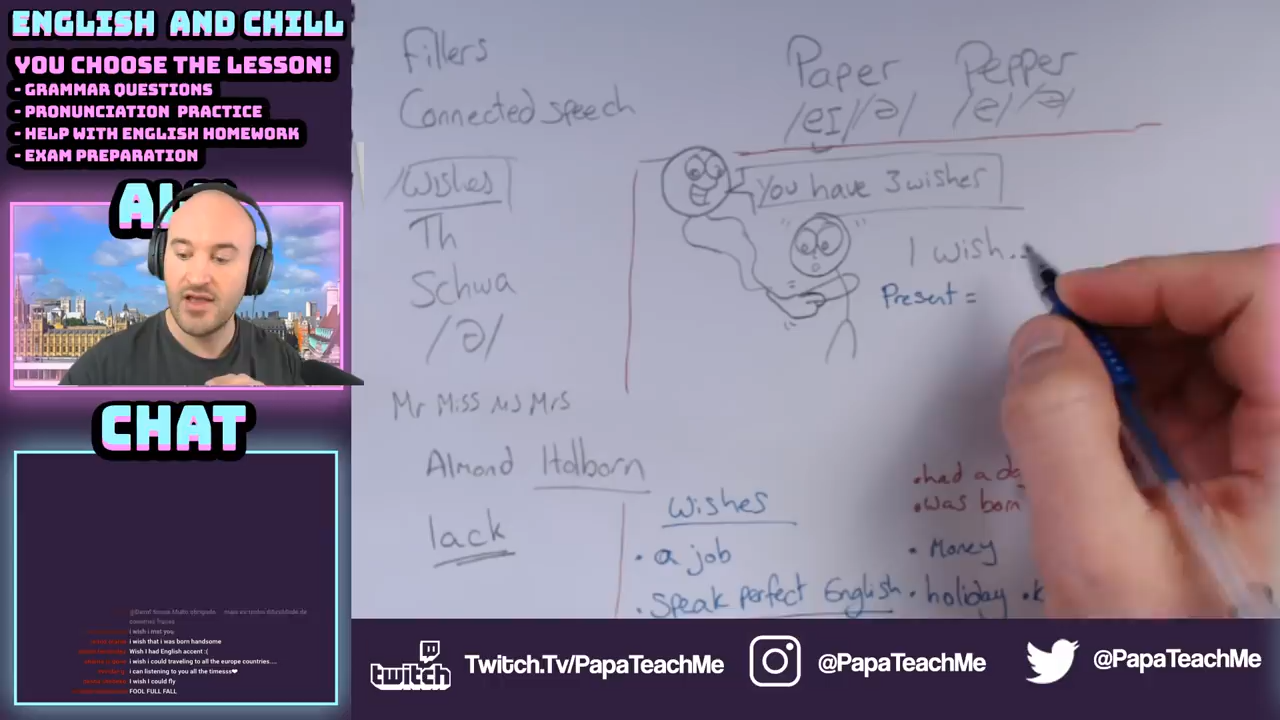 ENGLISH AND CHILL
YOU CHOOSE THE LESSON!
- GRAMMAR QUESTIONS
- PRONUNCIATION PRACTICE
- HELP WITH ENGLISH HOMEWORK
- EXAM PREPARATION
CHAT
i wish i met you
i wish that i was born handsome
Wish I had English accent :(
i wish i could traveling to all the europe countries....
i can listening to you all the timesss❤
I wish I could fly
FOOL FULL FALL
Fillers
Connected speech
Wishes
Th
Schwa
/ə/
Mr Miss Ms Mrs
Almond Holborn
lack
Paper Pepper
/eɪ/ /ə/ /e/ /ə/
You have 3 wishes
I wish...
Present =
Wishes
• a job
• Speak perfect English
• had a
• was born
• Money
• holiday
Twitch
Twitch.Tv/PapaTeachMe
@PapaTeachMe
@PapaTeachMe